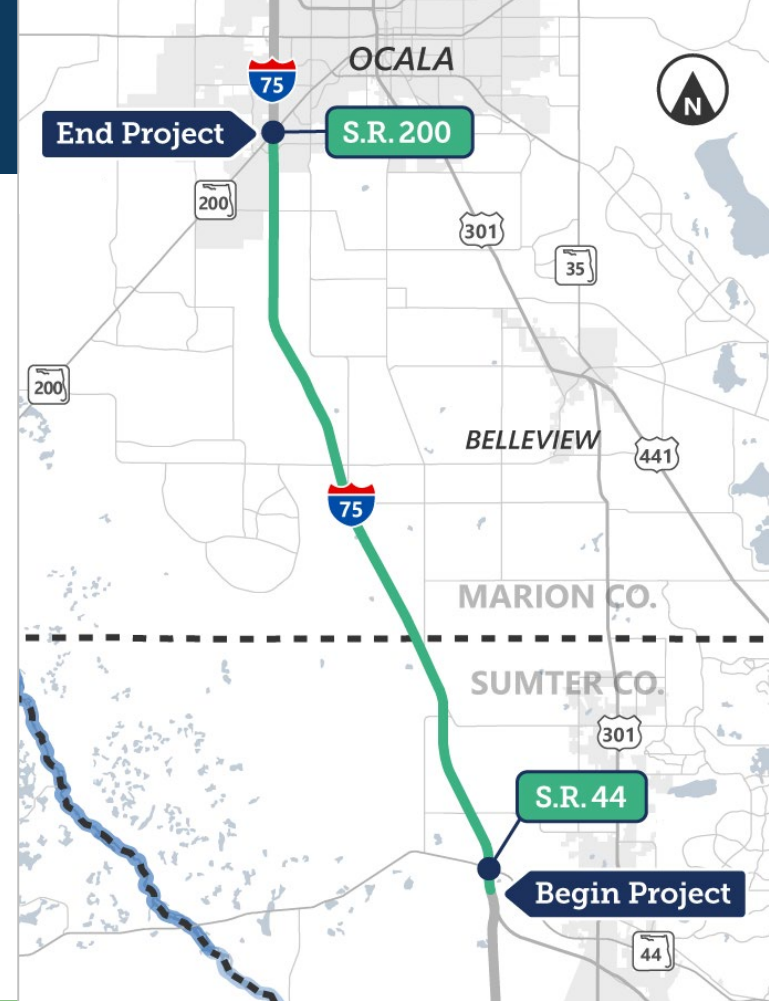 OCALA
75
N
End Project
S.R. 200
200
301
35
200
BELLEVIEW
441
75
MARION CO.
SUMTER CO.
301
S.R. 44
Begin Project
44